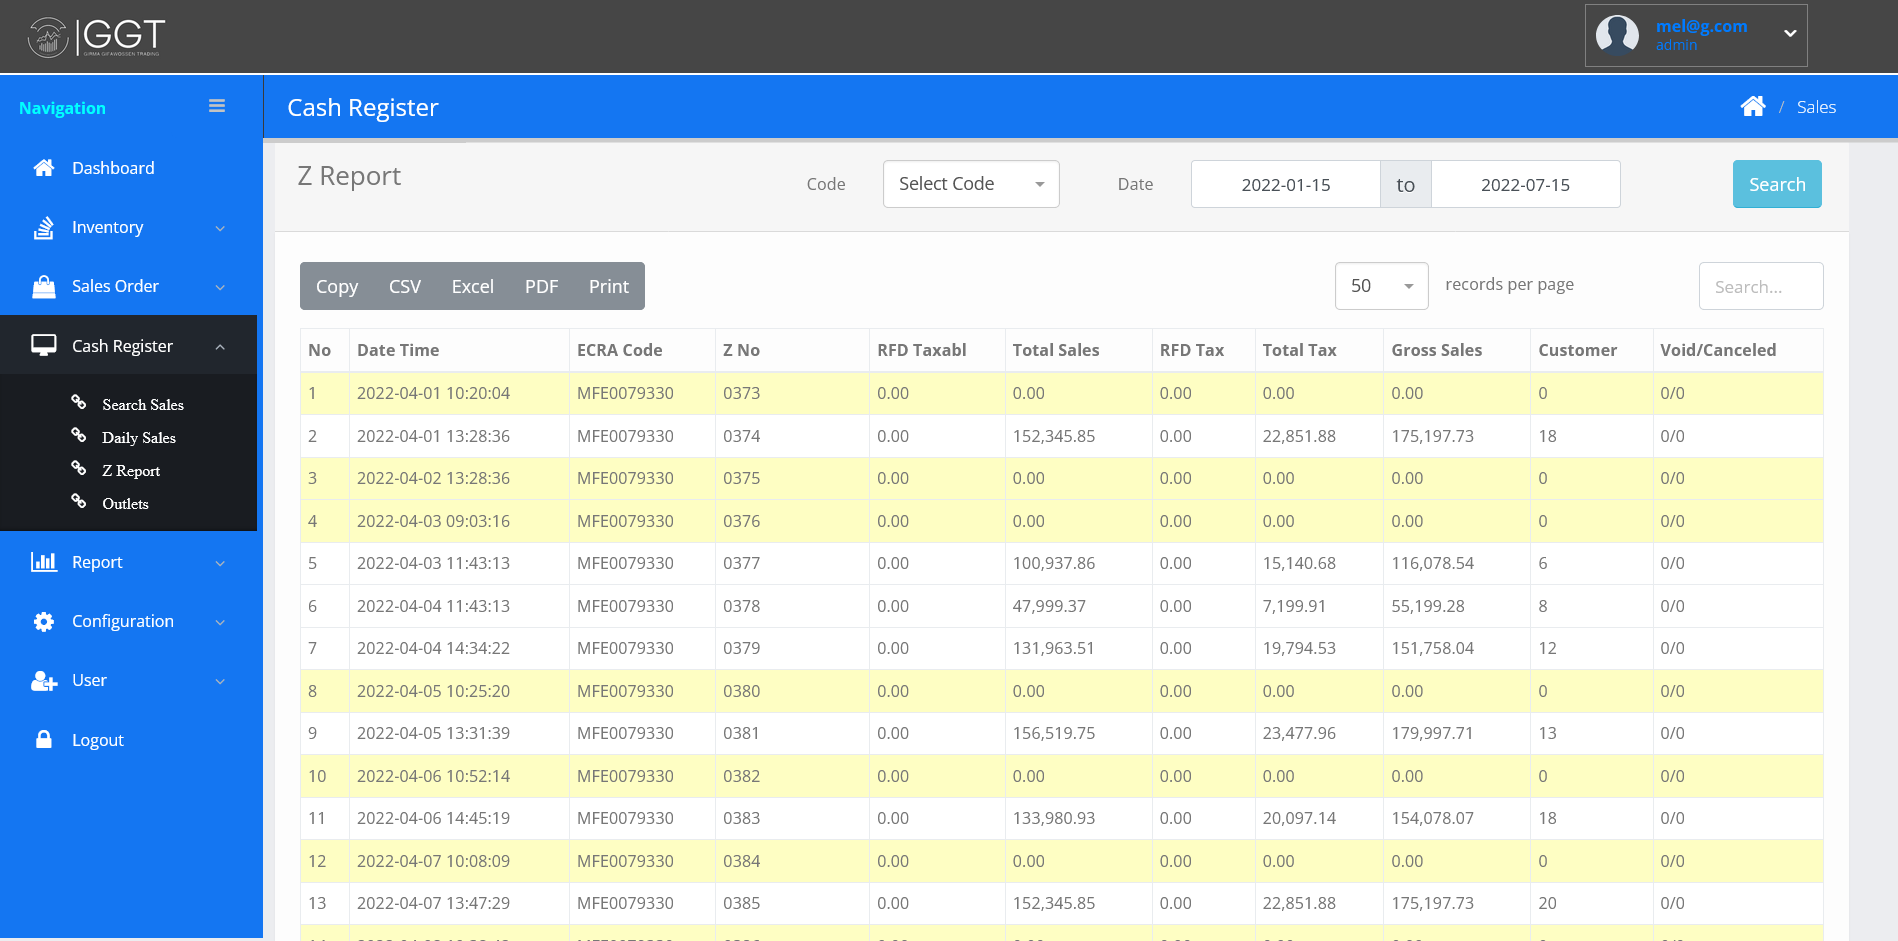 GGT
GIRMA GIFAWOSSEN TRADING
mel@g.com
admin
Navigation
Cash Register
/ Sales
Dashboard
Inventory
Sales Order
Cash Register
Search Sales
Daily Sales
Z Report
Outlets
Report
Configuration
User
Logout
Z Report
Code Select Code Date 2022-01-15 to 2022-07-15 Search
Copy CSV Excel PDF Print 50 records per page Search...
No Date Time ECRA Code Z No RFD Taxabl Total Sales RFD Tax Total Tax Gross Sales Customer Void/Canceled
1 2022-04-01 10:20:04 MFE0079330 0373 0.00 0.00 0.00 0.00 0.00 0 0/0
2 2022-04-01 13:28:36 MFE0079330 0374 0.00 152,345.85 0.00 22,851.88 175,197.73 18 0/0
3 2022-04-02 13:28:36 MFE0079330 0375 0.00 0.00 0.00 0.00 0.00 0 0/0
4 2022-04-03 09:03:16 MFE0079330 0376 0.00 0.00 0.00 0.00 0.00 0 0/0
5 2022-04-03 11:43:13 MFE0079330 0377 0.00 100,937.86 0.00 15,140.68 116,078.54 6 0/0
6 2022-04-04 11:43:13 MFE0079330 0378 0.00 47,999.37 0.00 7,199.91 55,199.28 8 0/0
7 2022-04-04 14:34:22 MFE0079330 0379 0.00 131,963.51 0.00 19,794.53 151,758.04 12 0/0
8 2022-04-05 10:25:20 MFE0079330 0380 0.00 0.00 0.00 0.00 0.00 0 0/0
9 2022-04-05 13:31:39 MFE0079330 0381 0.00 156,519.75 0.00 23,477.96 179,997.71 13 0/0
10 2022-04-06 10:52:14 MFE0079330 0382 0.00 0.00 0.00 0.00 0.00 0 0/0
11 2022-04-06 14:45:19 MFE0079330 0383 0.00 133,980.93 0.00 20,097.14 154,078.07 18 0/0
12 2022-04-07 10:08:09 MFE0079330 0384 0.00 0.00 0.00 0.00 0.00 0 0/0
13 2022-04-07 13:47:29 MFE0079330 0385 0.00 152,345.85 0.00 22,851.88 175,197.73 20 0/0